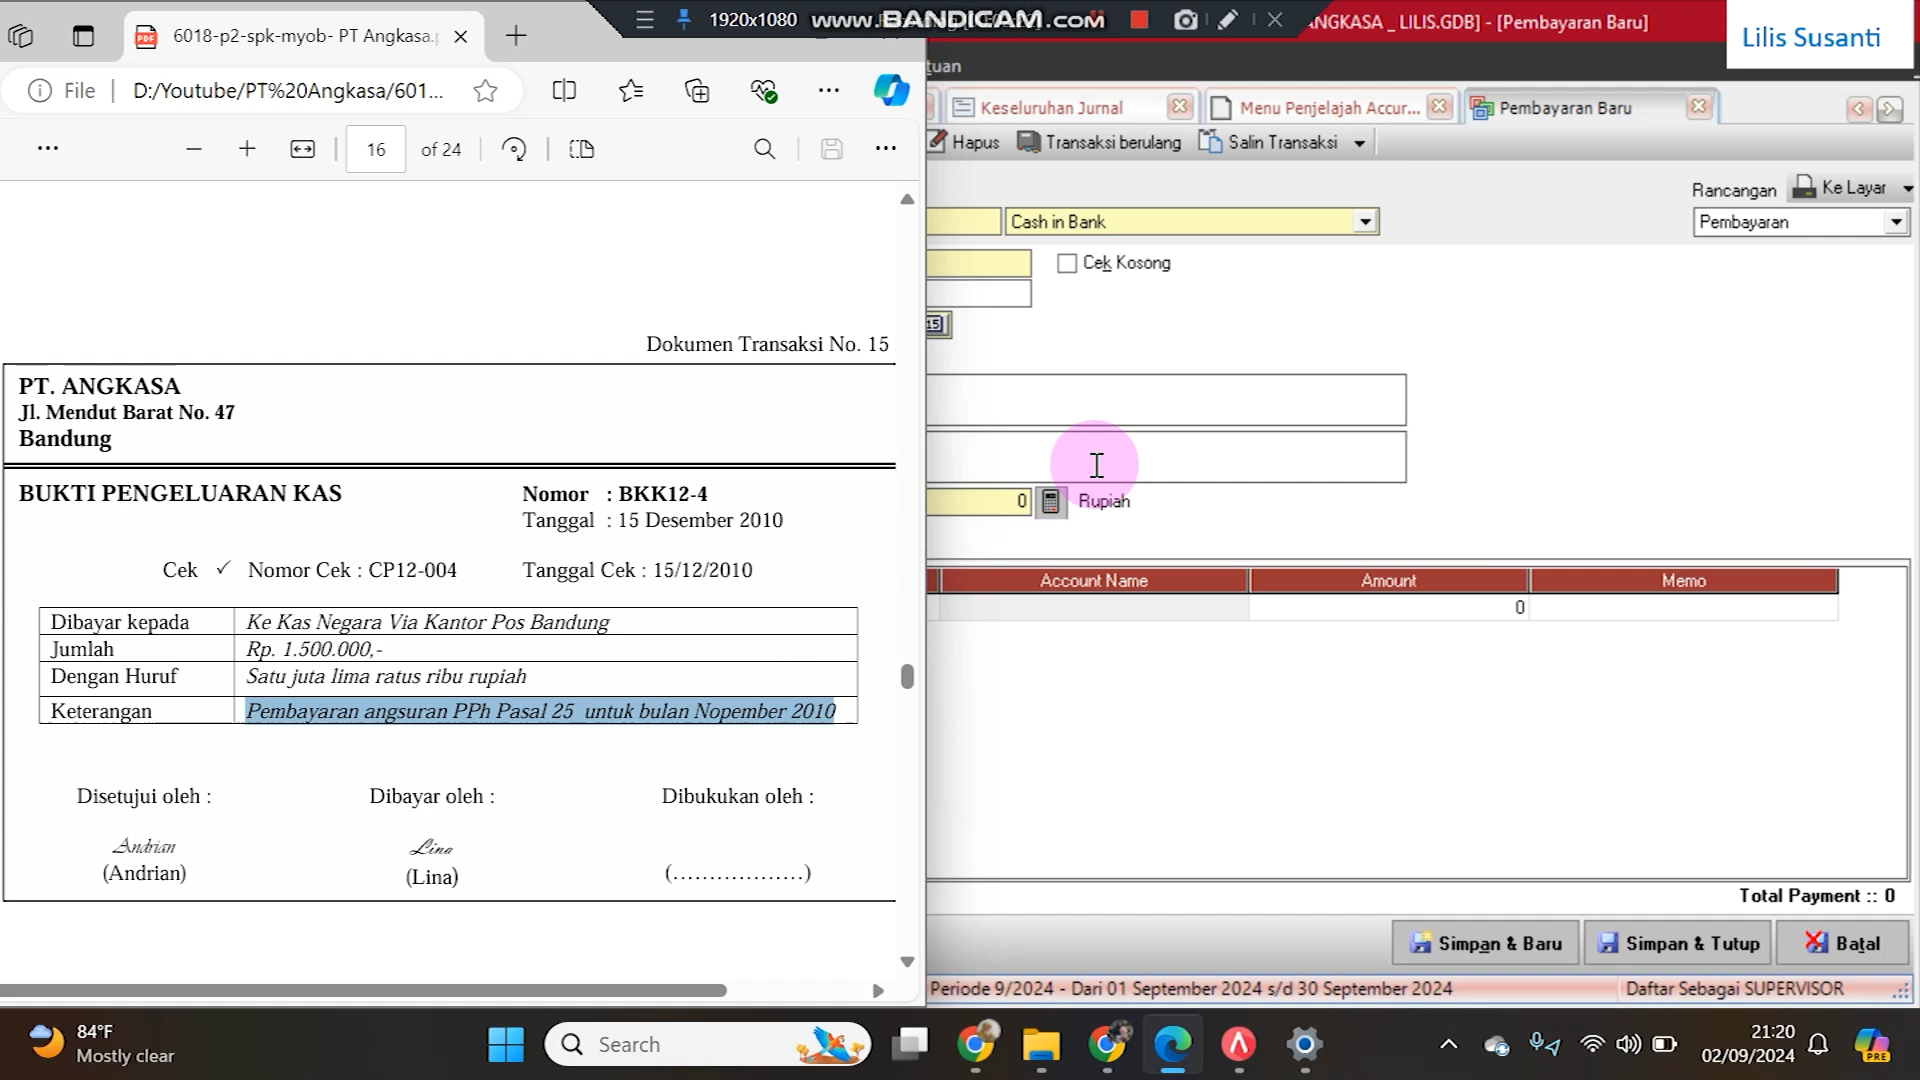 1920x1080
www.BANDICAM.com
NGKASA _ LILIS.GDB] - [Pembayaran Baru]
Lilis Susanti
6018-p2-spk-myob- PT Angkasa.p
File
D:/Youtube/PT%20Angkasa/601...
tuan
Keseluruhan Jurnal
Menu Penjelajah Accur...
Pembayaran Baru
16 of 24
Hapus
Transaksi berulang
Salin Transaksi
Rancangan
Ke Layar
Cash in Bank
Pembayaran
Cek Kosong
15
0
Rupiah
Account Name
Amount
Memo
0
Total Payment :: 0
Simpan & Baru
Simpan & Tutup
Batal
Periode 9/2024 - Dari 01 September 2024 s/d 30 September 2024
Daftar Sebagai SUPERVISOR
Dokumen Transaksi No. 15
PT. ANGKASA
Jl. Mendut Barat No. 47
Bandung
BUKTI PENGELUARAN KAS
Nomor : BKK12-4
Tanggal : 15 Desember 2010
Cek ✓ Nomor Cek : CP12-004
Tanggal Cek : 15/12/2010
Dibayar kepada Ke Kas Negara Via Kantor Pos Bandung
Jumlah Rp. 1.500.000,-
Dengan Huruf Satu juta lima ratus ribu rupiah
Keterangan Pembayaran angsuran PPh Pasal 25 untuk bulan Nopember 2010
Disetujui oleh :
Dibayar oleh :
Dibukukan oleh :
Andrian
Lina
(Andrian)
(Lina)
(..................)
84°F
Mostly clear
Search
PRE
21:20
02/09/2024